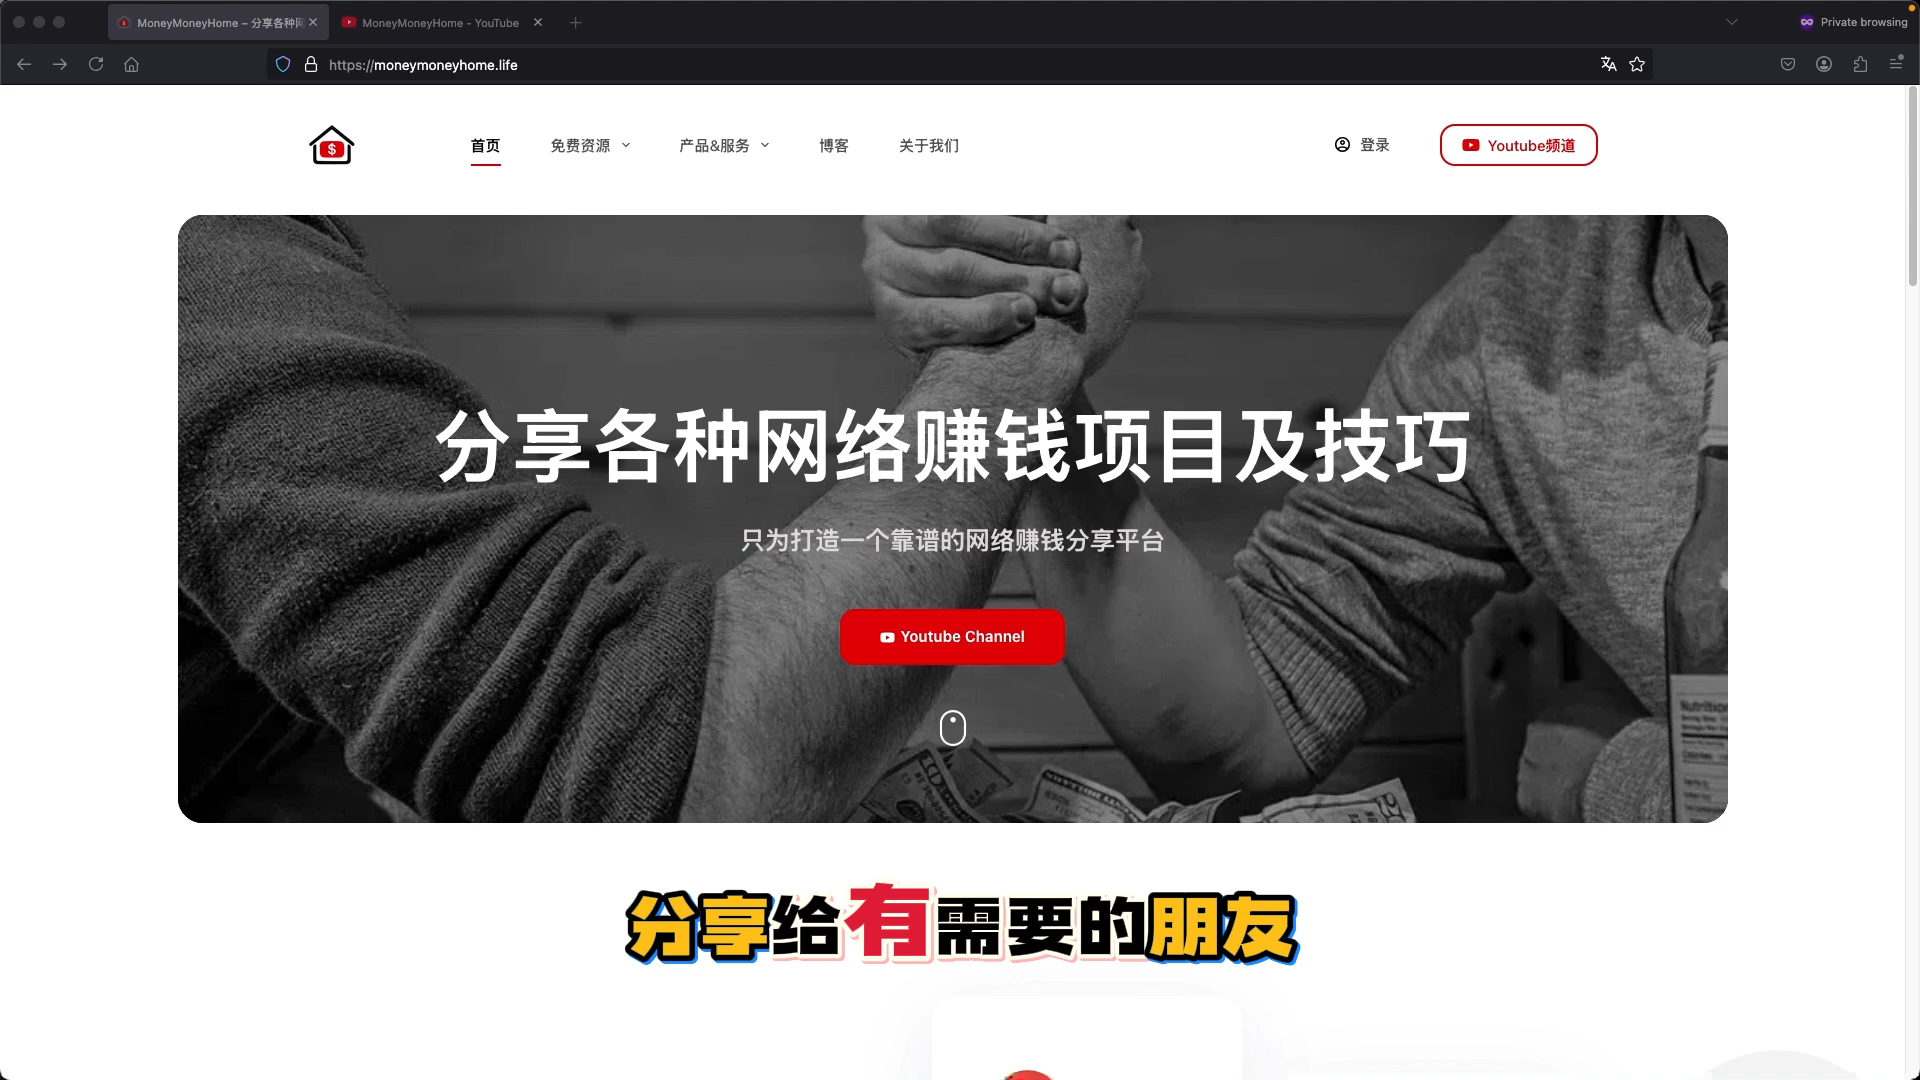 MoneyMoneyHome – 分享各种网
MoneyMoneyHome - YouTube
Private browsing
https://moneymoneyhome.life
$
首页
免费资源
产品&服务
博客
关于我们
登录
Youtube频道
分享各种网络赚钱项目及技巧
只为打造一个靠谱的网络赚钱分享平台
Youtube Channel
分享给有需要的朋友